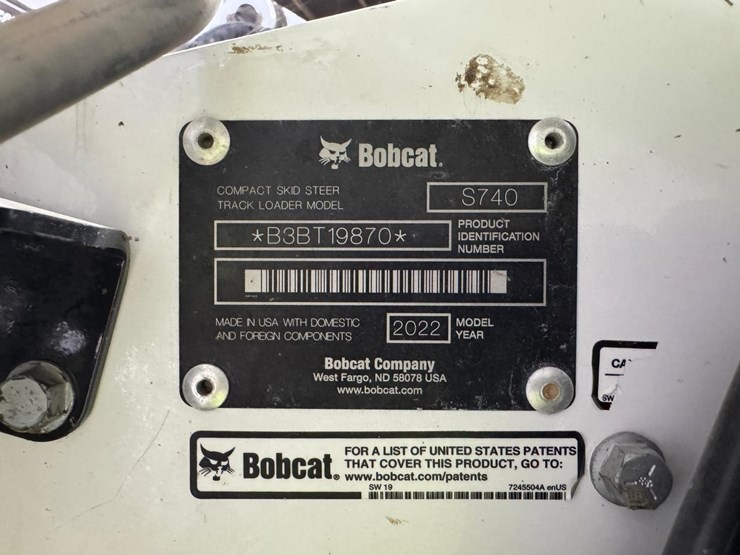 Bobcat.
COMPACT SKID STEER
TRACK LOADER MODEL
S740
*B3BT19870*
PRODUCT
IDENTIFICATION
NUMBER
MADE IN USA WITH DOMESTIC
AND FOREIGN COMPONENTS
2022
MODEL
YEAR
Bobcat Company
West Fargo, ND 58078 USA
www.bobcat.com
CA
SW
Bobcat.
FOR A LIST OF UNITED STATES PATENTS
THAT COVER THIS PRODUCT, GO TO:
www.bobcat.com/patents
SW 19
7245504A enUS